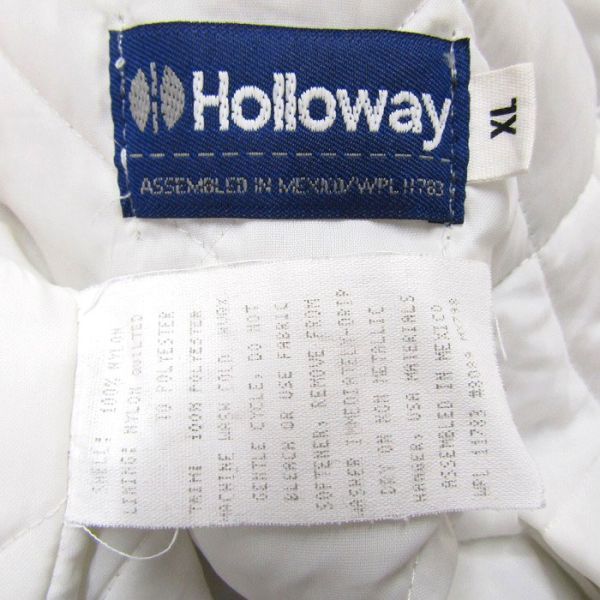 Holloway
XL
ASSEMBLED IN MEXICO/WPL 11783
SHELL: 100% NYLON
LINING: NYLON QUILTED
TO POLYESTER
TRIM: 100% POLYESTER
MACHINE WASH COLD, WARM
GENTLE CYCLE, DO NOT
BLEACH OR USE FABRIC
SOFTENER, REMOVE FROM
WASHER IMMEDIATELY-DRIP
DRY ON NON METALLIC
HANGER, USA MATERIALS
ASSEMBLED IN MEXICO
WPL 11783